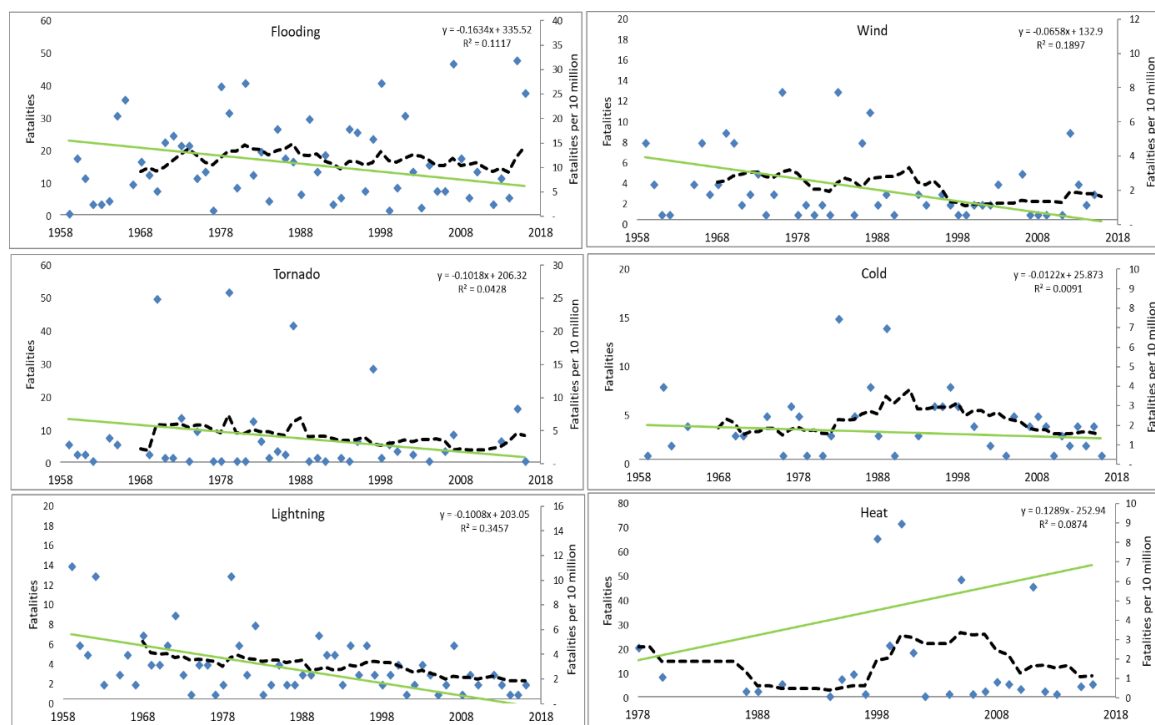 Flooding
y = -0.1634x + 335.52
R² = 0.1117
Fatalities
Fatalities per 10 million
60
50
40
30
20
10
0
40
35
30
25
20
15
10
5
-
1958 1968 1978 1988 1998 2008 2018
Wind
y = -0.0658x + 132.9
R² = 0.1897
Fatalities
Fatalities per 10 million
20
18
16
14
12
10
8
6
4
2
0
12
10
8
6
4
2
-
1958 1968 1978 1988 1998 2008 2018
Tornado
y = -0.1018x + 206.32
R² = 0.0428
Fatalities
Fatalities per 10 million
60
50
40
30
20
10
0
30
25
20
15
10
5
-
1958 1968 1978 1988 1998 2008 2018
Cold
y = -0.0122x + 25.873
R² = 0.0091
Fatalities
Fatalities per 10 million
20
15
10
5
0
10
9
8
7
6
5
4
3
2
1
-
1958 1968 1978 1988 1998 2008 2018
Lightning
y = -0.1008x + 203.05
R² = 0.3457
Fatalities
Fatalities per 10 million
20
18
16
14
12
10
8
6
4
2
0
16
14
12
10
8
6
4
2
-
1958 1968 1978 1988 1998 2008 2018
Heat
y = 0.1289x - 252.94
R² = 0.0874
Fatalities
Fatalities per 10 million
80
70
60
50
40
30
20
10
0
10
9
8
7
6
5
4
3
2
1
0
1978 1988 1998 2008 2018